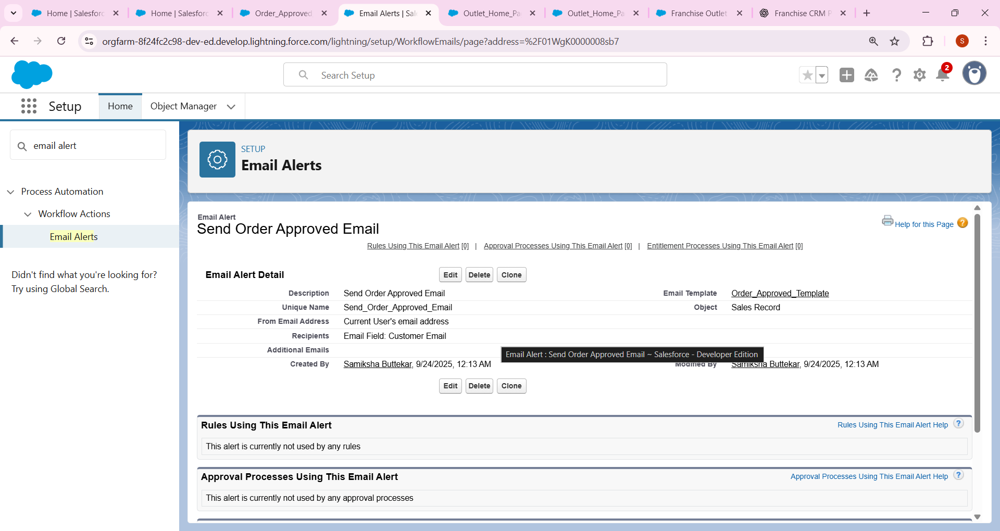 Home | Salesforc
Home | Salesforc
Order_Approved_
Email Alerts | Sal
Outlet_Home_Pa
Outlet_Home_Pa
Franchise Outlet
Franchise CRM P
orgfarm-8f24fc2c98-dev-ed.develop.lightning.force.com/lightning/setup/WorkflowEmails/page?address=%2F01WgK0000008sb7
S
Search Setup
2
Setup
Home
Object Manager
email alert
Process Automation
Workflow Actions
Email Alerts
Didn't find what you're looking for?
Try using Global Search.
SETUP
Email Alerts
Email Alert
Send Order Approved Email
Help for this Page
Rules Using This Email Alert [0] | Approval Processes Using This Email Alert [0] | Entitlement Processes Using This Email Alert [0]
Email Alert Detail
Edit Delete Clone
Description Send Order Approved Email Email Template Order_Approved_Template
Unique Name Send_Order_Approved_Email Object Sales Record
From Email Address Current User's email address
Recipients Email Field: Customer Email
Additional Emails
Email Alert : Send Order Approved Email ~ Salesforce - Developer Edition
Created By Samiksha Buttekar, 9/24/2025, 12:13 AM Modified By Samiksha Buttekar, 9/24/2025, 12:13 AM
Edit Delete Clone
Rules Using This Email Alert
Rules Using This Email Alert Help ?
This alert is currently not used by any rules
Approval Processes Using This Email Alert
Approval Processes Using This Email Alert Help ?
This alert is currently not used by any approval processes